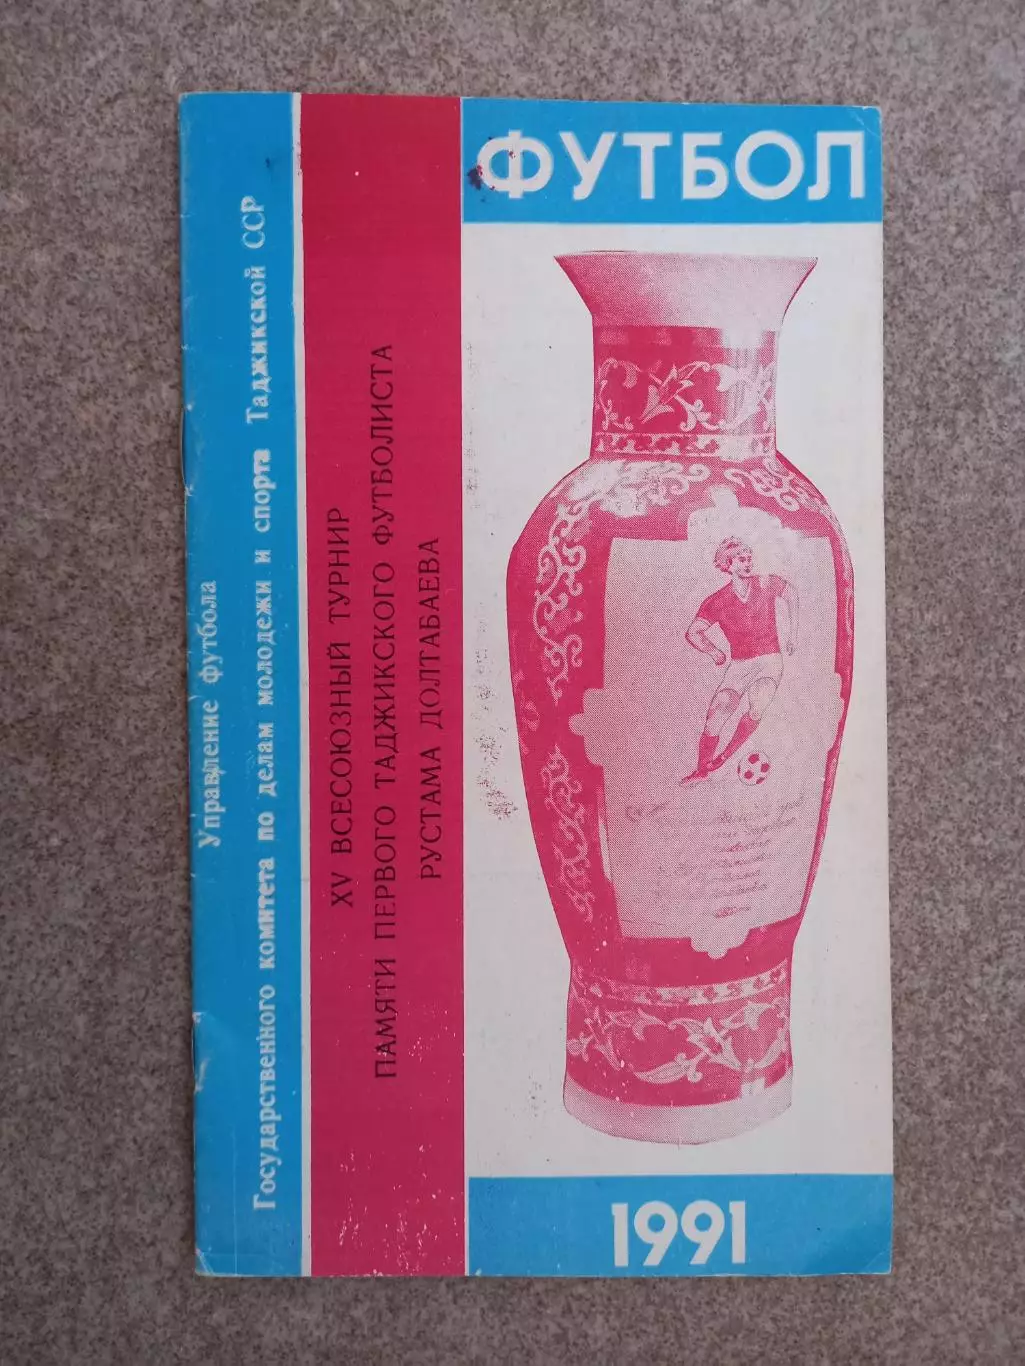 Управление футбола
Государственного комитета по делам молодежи и спорта Таджикской ССР
XV ВСЕСОЮЗНЫЙ ТУРНИР
ПАМЯТИ ПЕРВОГО ТАДЖИКСКОГО ФУТБОЛИСТА
РУСТАМА ДОЛТАБАЕВА
ФУТБОЛ
1991